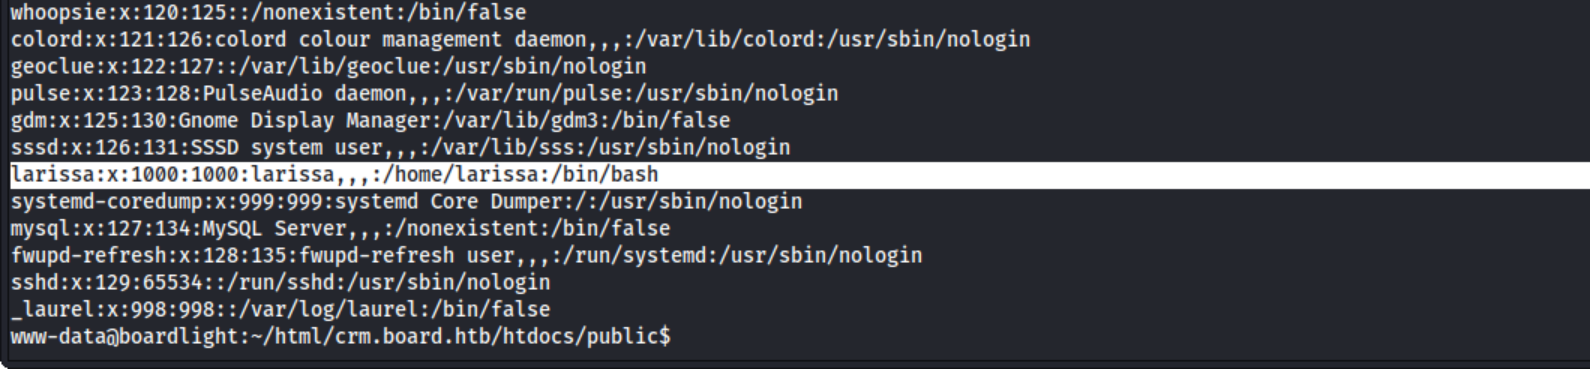 whoopsie:x:120:125::/nonexistent:/bin/false
colord:x:121:126:colord colour management daemon,,,:/var/lib/colord:/usr/sbin/nologin
geoclue:x:122:127::/var/lib/geoclue:/usr/sbin/nologin
pulse:x:123:128:PulseAudio daemon,,,:/var/run/pulse:/usr/sbin/nologin
gdm:x:125:130:Gnome Display Manager:/var/lib/gdm3:/bin/false
sssd:x:126:131:SSSD system user,,,:/var/lib/sss:/usr/sbin/nologin
larissa:x:1000:1000:larissa,,,:/home/larissa:/bin/bash
systemd-coredump:x:999:999:systemd Core Dumper:/:/usr/sbin/nologin
mysql:x:127:134:MySQL Server,,,:/nonexistent:/bin/false
fwupd-refresh:x:128:135:fwupd-refresh user,,,:/run/systemd:/usr/sbin/nologin
sshd:x:129:65534::/run/sshd:/usr/sbin/nologin
_laurel:x:998:998::/var/log/laurel:/bin/false
www-data@boardlight:~/html/crm.board.htb/htdocs/public$